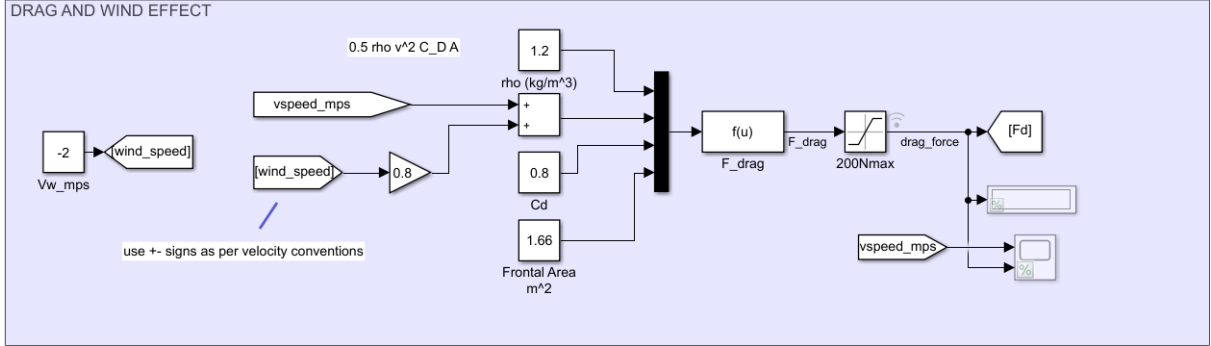 DRAG AND WIND EFFECT
0.5 rho v^2 C_D A
1.2
rho (kg/m^3)
vspeed_mps
+
+
-2
Vw_mps
[wind_speed]
[wind_speed]
0.8
0.8
Cd
f(u)
F_drag
F_drag
200Nmax
drag_force
[Fd]
%
1.66
Frontal Area
m^2
use +- signs as per velocity conventions
vspeed_mps
%